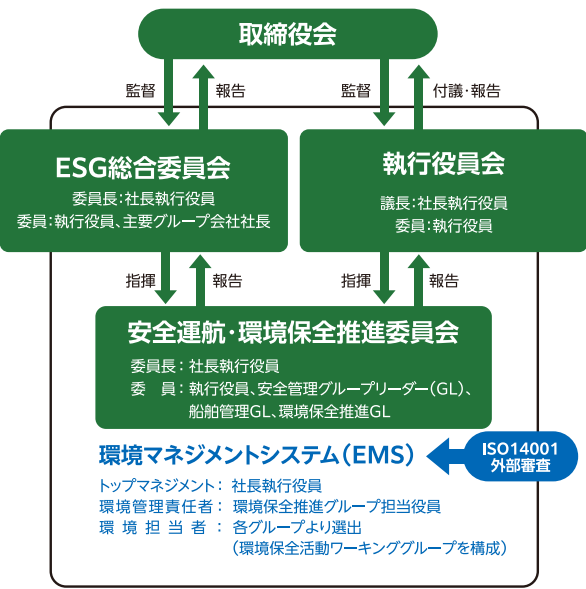 取締役会
監督
報告
監督
付議・報告
ESG総合委員会
委員長：社長執行役員
委員：執行役員、主要グループ会社社長
執行役員会
議長：社長執行役員
委員：執行役員
指揮
報告
指揮
報告
安全運航・環境保全推進委員会
委員長：社長執行役員
委　員：執行役員、安全管理グループリーダー（GL）、
船舶管理GL、環境保全推進GL
環境マネジメントシステム（EMS）
ISO14001
外部審査
トップマネジメント：社長執行役員
環境管理責任者：環境保全推進グループ担当役員
環境担当者：各グループより選出
（環境保全活動ワーキンググループを構成）